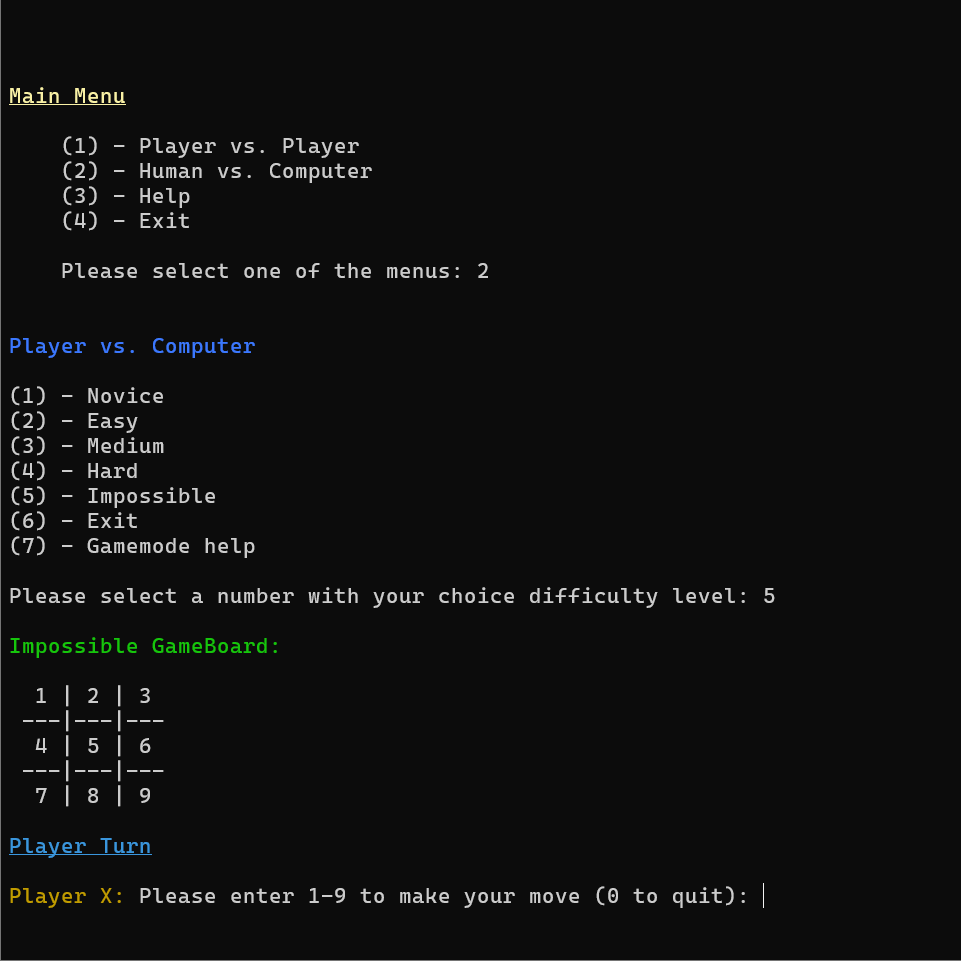 Main Menu
(1) - Player vs. Player
(2) - Human vs. Computer
(3) - Help
(4) - Exit
Please select one of the menus: 2
Player vs. Computer
(1) - Novice
(2) - Easy
(3) - Medium
(4) - Hard
(5) - Impossible
(6) - Exit
(7) - Gamemode help
Please select a number with your choice difficulty level: 5
Impossible GameBoard:
1 | 2 | 3
---|---|---
4 | 5 | 6
---|---|---
7 | 8 | 9
Player Turn
Player X: Please enter 1-9 to make your move (0 to quit):